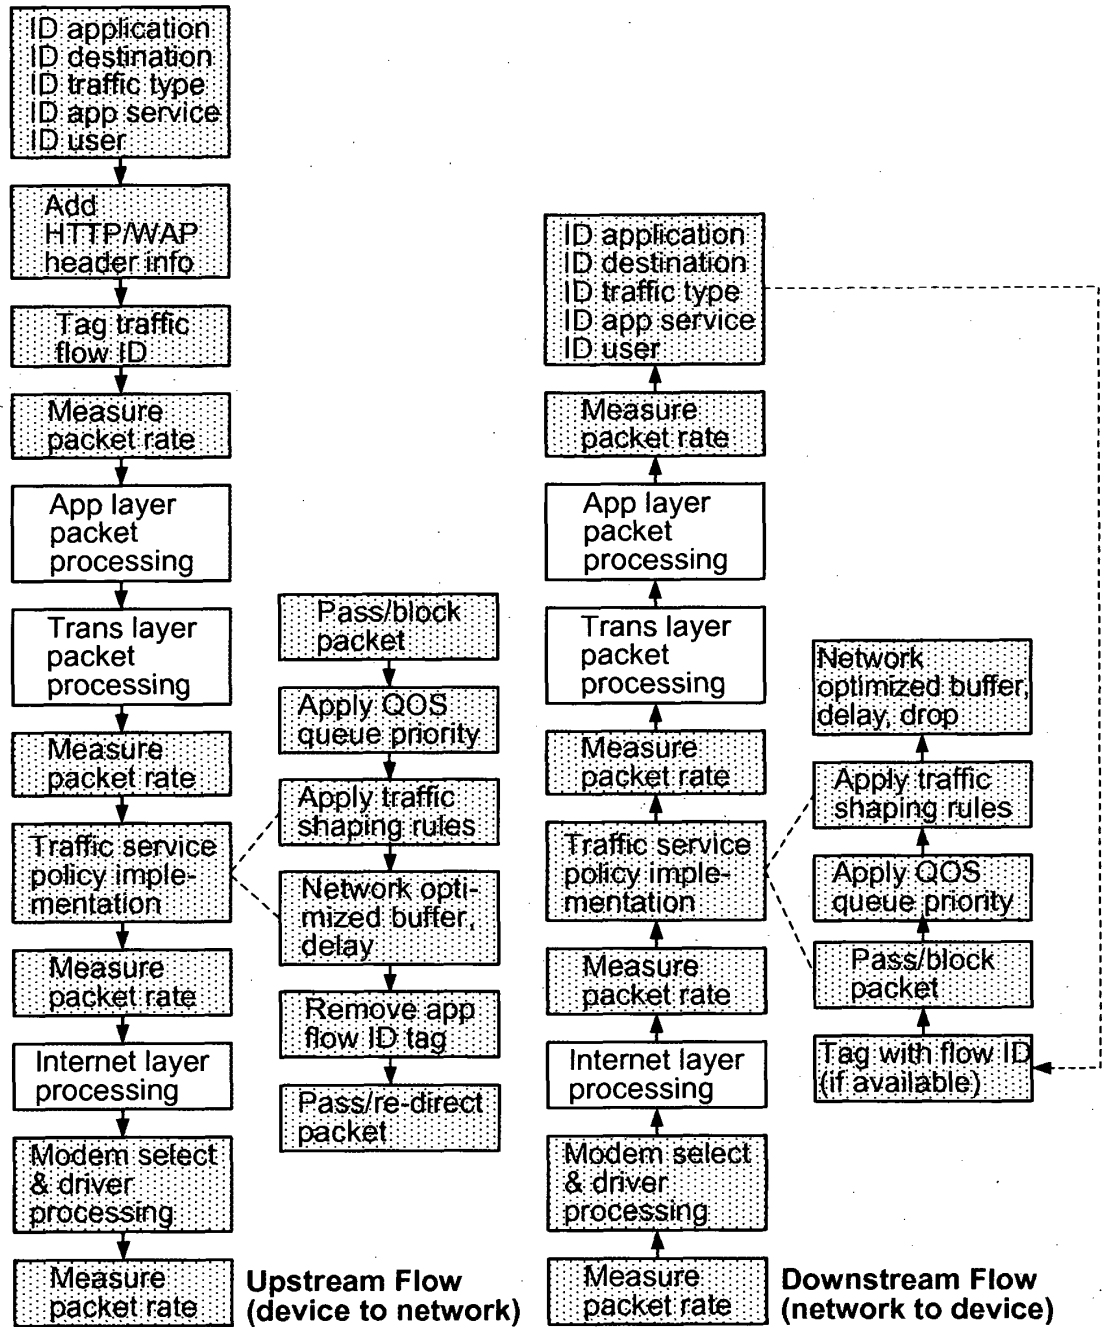 ID application
ID destination
ID traffic type
ID app service
ID user
Add
HTTP/WAP
header info
Tag traffic
flow ID
Measure
packet rate
App layer
packet
processing
Trans layer
packet
processing
Measure
packet rate
Traffic service
policy imple-
mentation
Measure
packet rate
Internet layer
processing
Modem select
& driver
processing
Measure
packet rate
Pass/block
packet
Apply QOS
queue priority
Apply traffic
shaping rules
Network opti-
mized buffer,
delay
Remove app
flow ID tag
Pass/re-direct
packet
Upstream Flow
(device to network)
ID application
ID destination
ID traffic type
ID app service
ID user
Measure
packet rate
App layer
packet
processing
Trans layer
packet
processing
Measure
packet rate
Traffic service
policy imple-
mentation
Measure
packet rate
Internet layer
processing
Modem select
& driver
processing
Measure
packet rate
Network
optimized buffer,
delay, drop
Apply traffic
shaping rules
Apply QOS
queue priority
Pass/block
packet
Tag with flow ID
(if available)
Downstream Flow
(network to device)